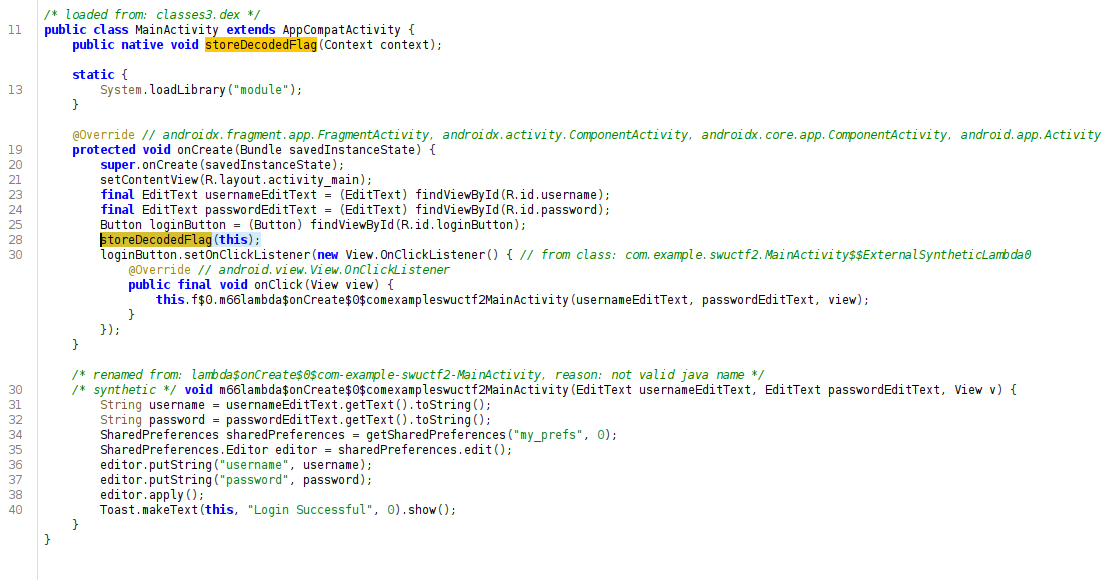 /* loaded from: classes3.dex */
11 public class MainActivity extends AppCompatActivity {
public native void storeDecodedFlag(Context context);
static {
13 System.loadLibrary("module");
}
@Override // androidx.fragment.app.FragmentActivity, androidx.activity.ComponentActivity, androidx.core.app.ComponentActivity, android.app.Activity
19 protected void onCreate(Bundle savedInstanceState) {
20 super.onCreate(savedInstanceState);
21 setContentView(R.layout.activity_main);
23 final EditText usernameEditText = (EditText) findViewById(R.id.username);
24 final EditText passwordEditText = (EditText) findViewById(R.id.password);
25 Button loginButton = (Button) findViewById(R.id.loginButton);
28 storeDecodedFlag(this);
30 loginButton.setOnClickListener(new View.OnClickListener() { // from class: com.example.swuctf2.MainActivity$$ExternalSyntheticLambda0
@Override // android.view.View.OnClickListener
public final void onClick(View view) {
this.f$0.m66lambda$onCreate$0$comexampleswuctf2MainActivity(usernameEditText, passwordEditText, view);
}
});
}
/* renamed from: lambda$onCreate$0$com-example-swuctf2-MainActivity, reason: not valid java name */
30 /* synthetic */ void m66lambda$onCreate$0$comexampleswuctf2MainActivity(EditText usernameEditText, EditText passwordEditText, View v) {
31 String username = usernameEditText.getText().toString();
32 String password = passwordEditText.getText().toString();
34 SharedPreferences sharedPreferences = getSharedPreferences("my_prefs", 0);
35 SharedPreferences.Editor editor = sharedPreferences.edit();
36 editor.putString("username", username);
37 editor.putString("password", password);
38 editor.apply();
40 Toast.makeText(this, "Login Successful", 0).show();
}
}